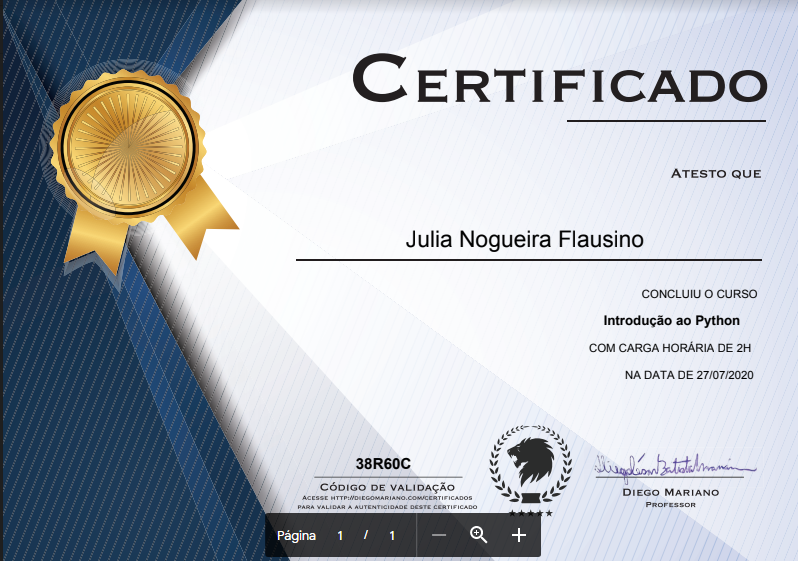 CERTIFICADO
ATESTO QUE
Julia Nogueira Flausino
CONCLUIU O CURSO
Introdução ao Python
COM CARGA HORÁRIA DE 2H
NA DATA DE 27/07/2020
38R60C
CÓDIGO DE VALIDAÇÃO
ACESSE HTTP://DIEGOMARIANO.COM/CERTIFICADOS
PARA VALIDAR A AUTENTICIDADE DESTE CERTIFICADO
DIEGO MARIANO
PROFESSOR
Página 1 / 1